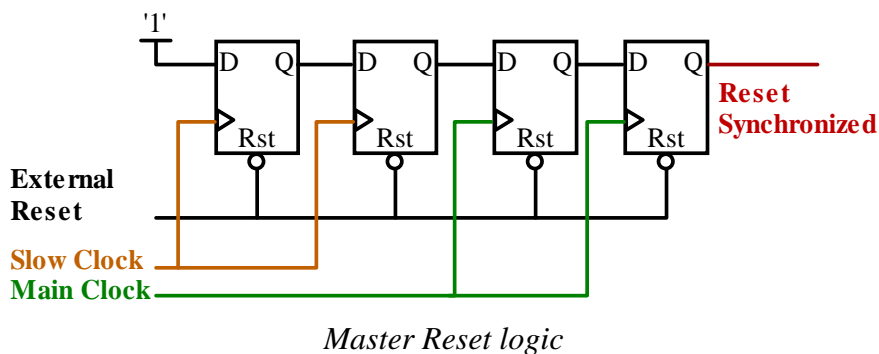 '1'
D Q D Q D Q D Q
Reset
Synchronized
Rst Rst Rst Rst
External
Reset
Slow Clock
Main Clock
Master Reset logic